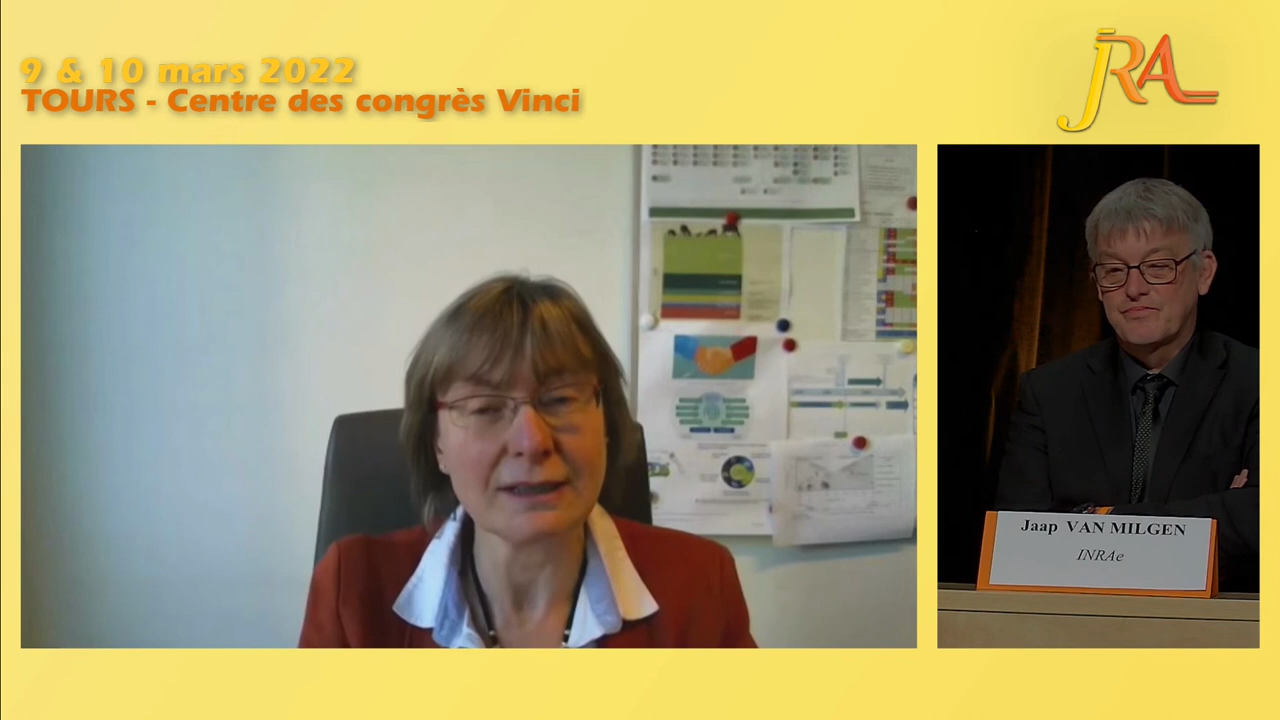 9 & 10 mars 2022
TOURS - Centre des congrès Vinci
JRA
Jaap VAN MILGEN
INRAe